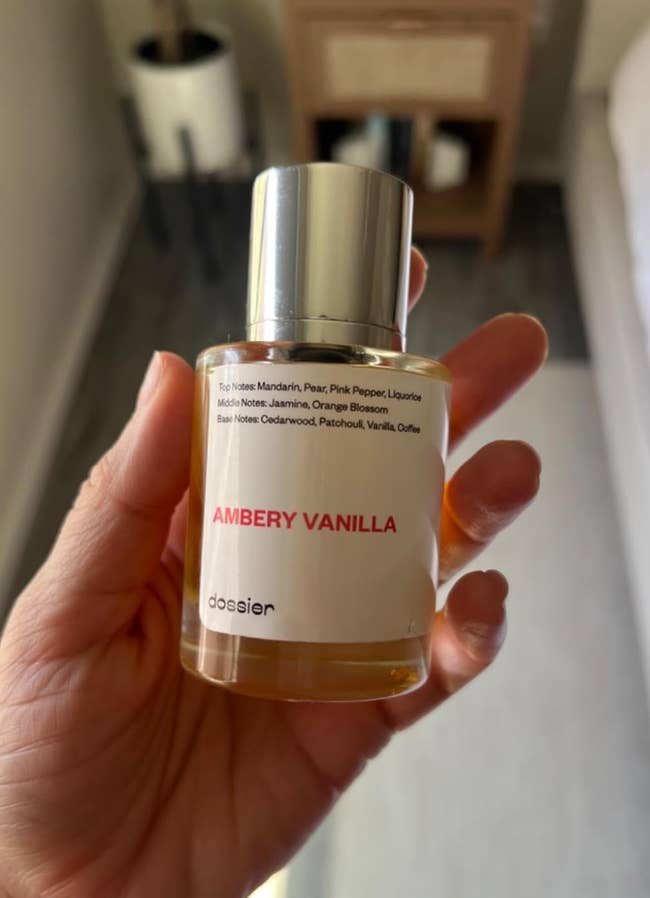 Top Notes: Mandarin, Pear, Pink Pepper, Liquorice
Middle Notes: Jasmine, Orange Blossom
Base Notes: Cedarwood, Patchouli, Vanilla, Coffee
AMBERY VANILLA
dossier